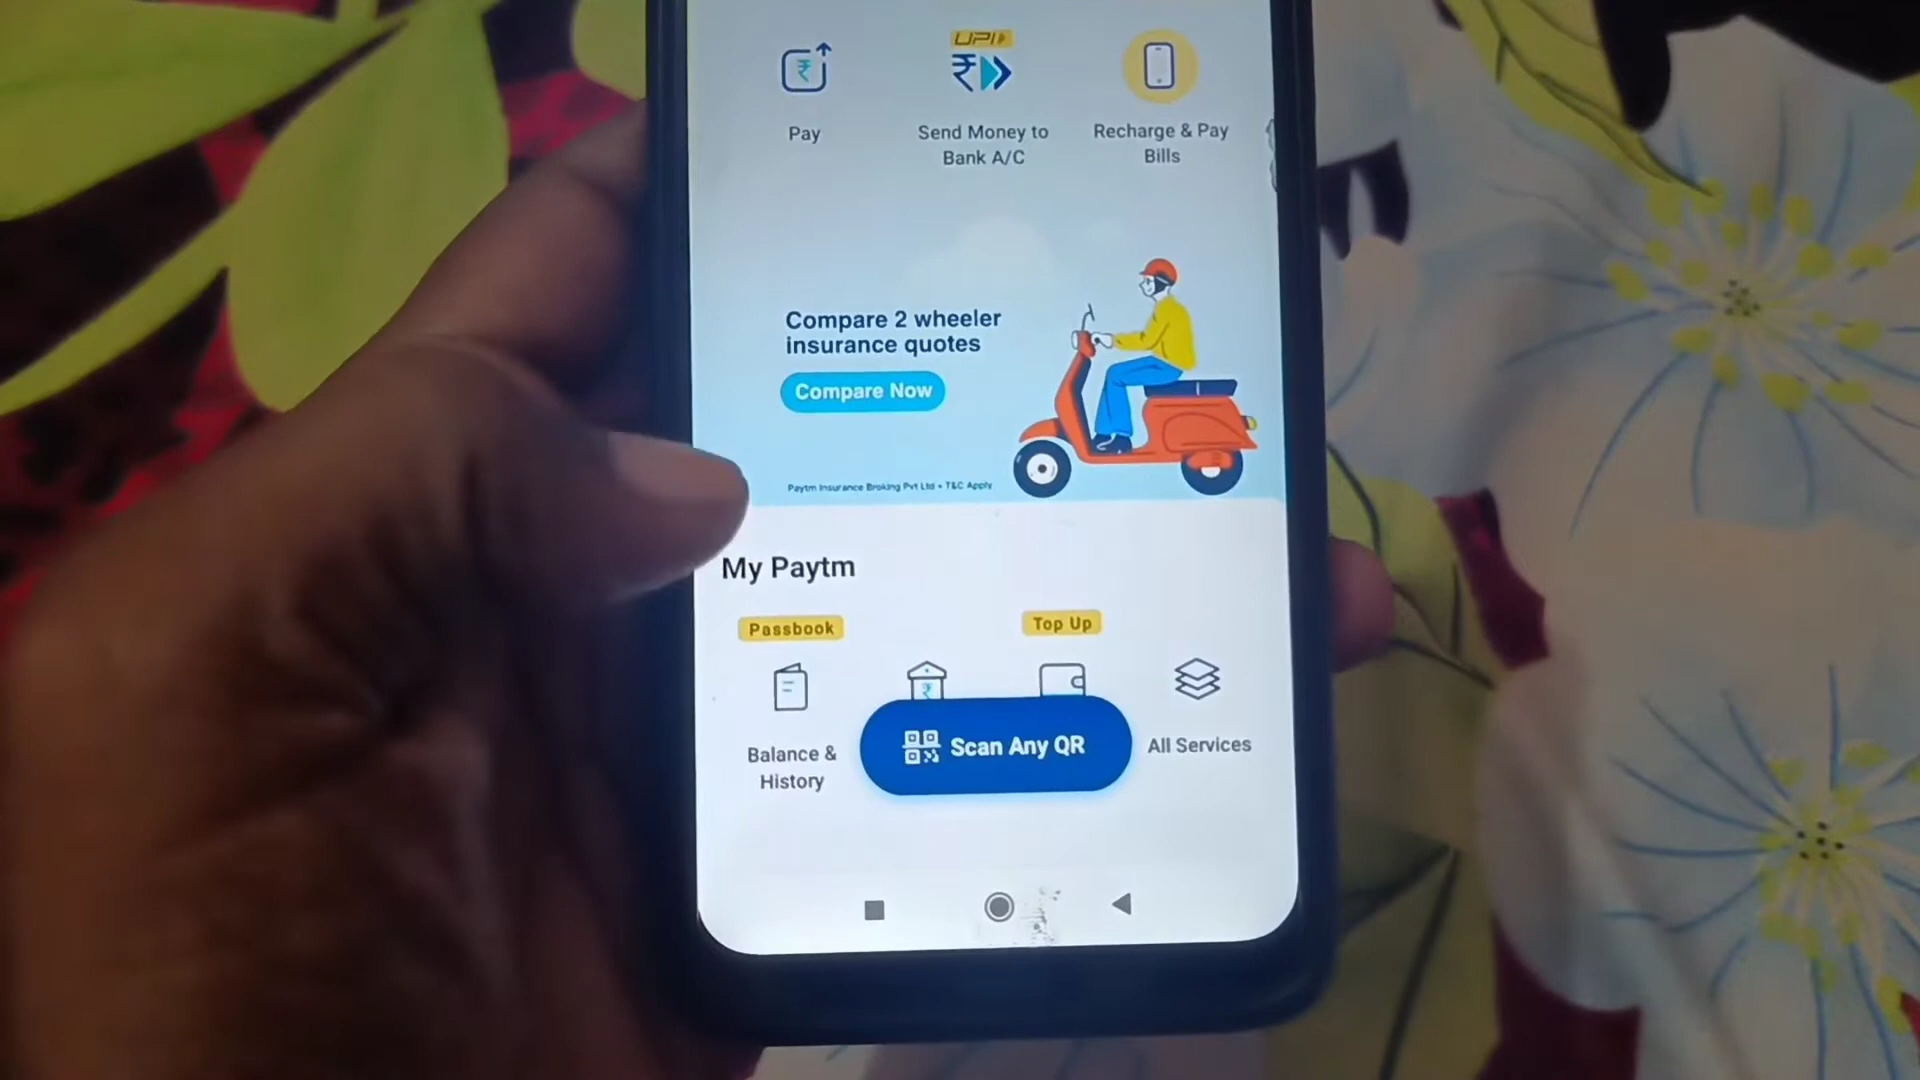 UPI
Pay
Send Money to
Bank A/C
Recharge & Pay
Bills
Compare 2 wheeler
insurance quotes
Compare Now
Paytm Insurance Broking Pvt Ltd • T&C Apply
My Paytm
Passbook
Top Up
Balance &
History
Scan Any QR
All Services